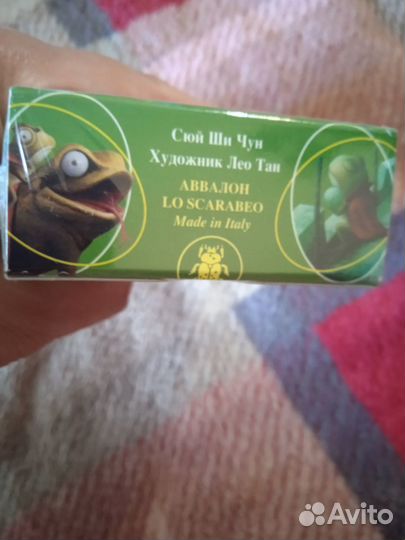 Сюй Ши Чун
Художник Лео Тан
АВВАЛОН
LO SCARABEO
Made in Italy
Avito